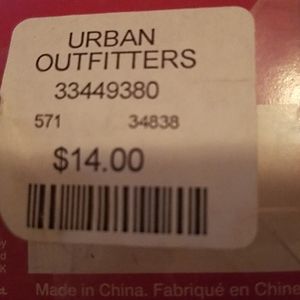 URBAN
OUTFITTERS
33449380
571 34838
$14.00
Made in China. Fabriqué en Chine